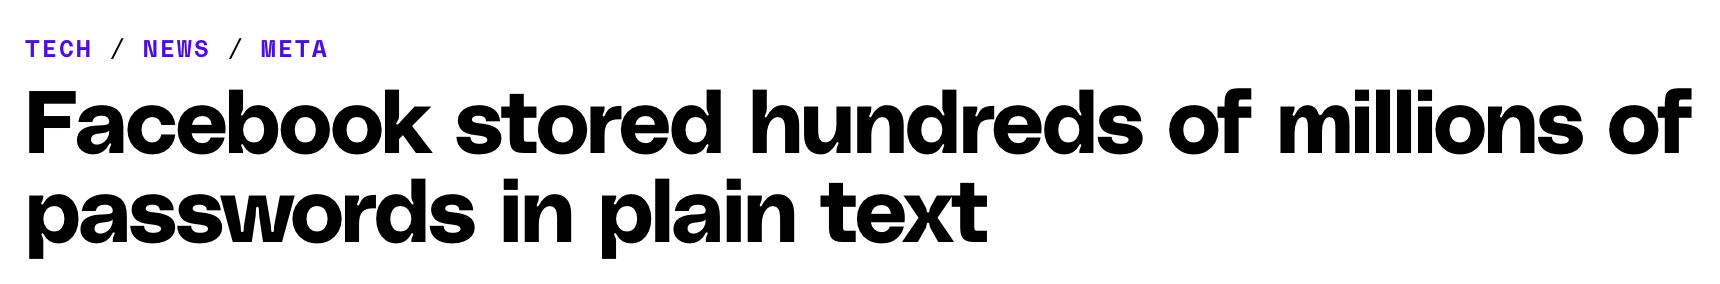 TECH / NEWS / META
Facebook stored hundreds of millions of
passwords in plain text